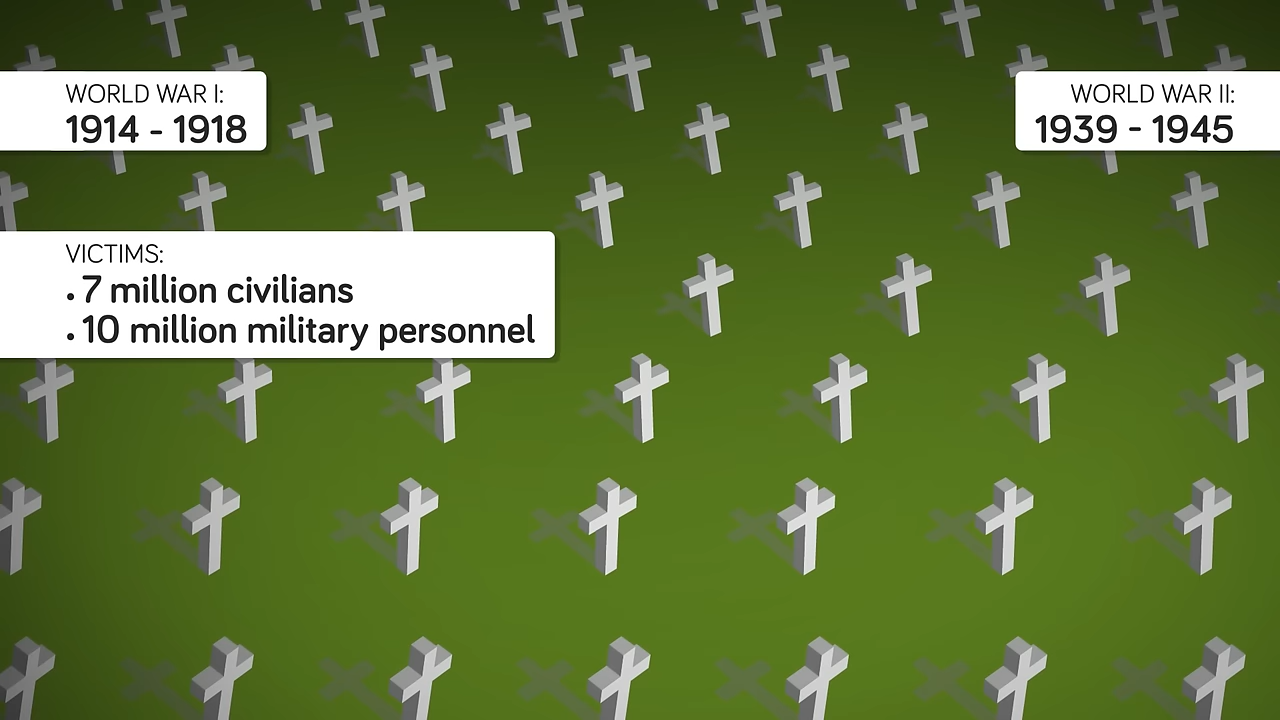 WORLD WAR I:
1914 - 1918
WORLD WAR II:
1939 - 1945
VICTIMS:
• 7 million civilians
• 10 million military personnel